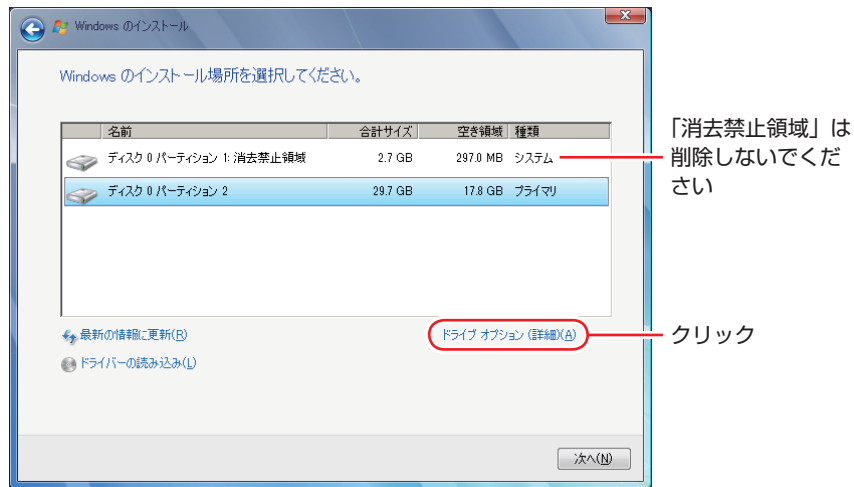 Windows のインストール
Windows のインストール場所を選択してください。
名前 合計サイズ 空き領域 種類
ディスク 0 パーティション 1: 消去禁止領域 2.7 GB 297.0 MB システム
ディスク 0 パーティション 2 29.7 GB 17.8 GB プライマリ
最新の情報に更新(R)
ドライブ オプション (詳細)(A)
ドライバーの読み込み(L)
次へ(N)
「消去禁止領域」は
削除しないでくだ
さい
クリック